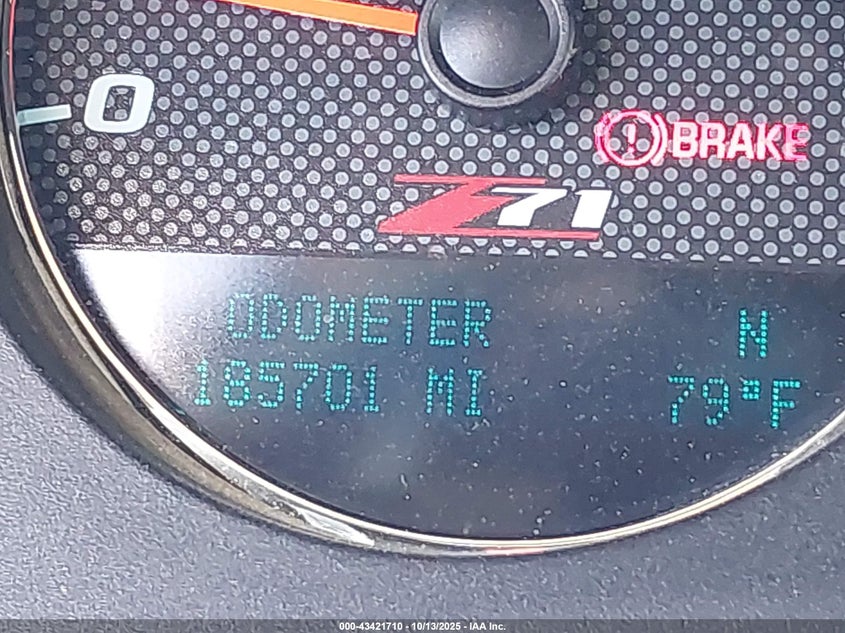 0
BRAKE
Z71
ODOMETER N
185701 MI 79°F
000-43421710 - 10/13/2025 - IAA Inc.